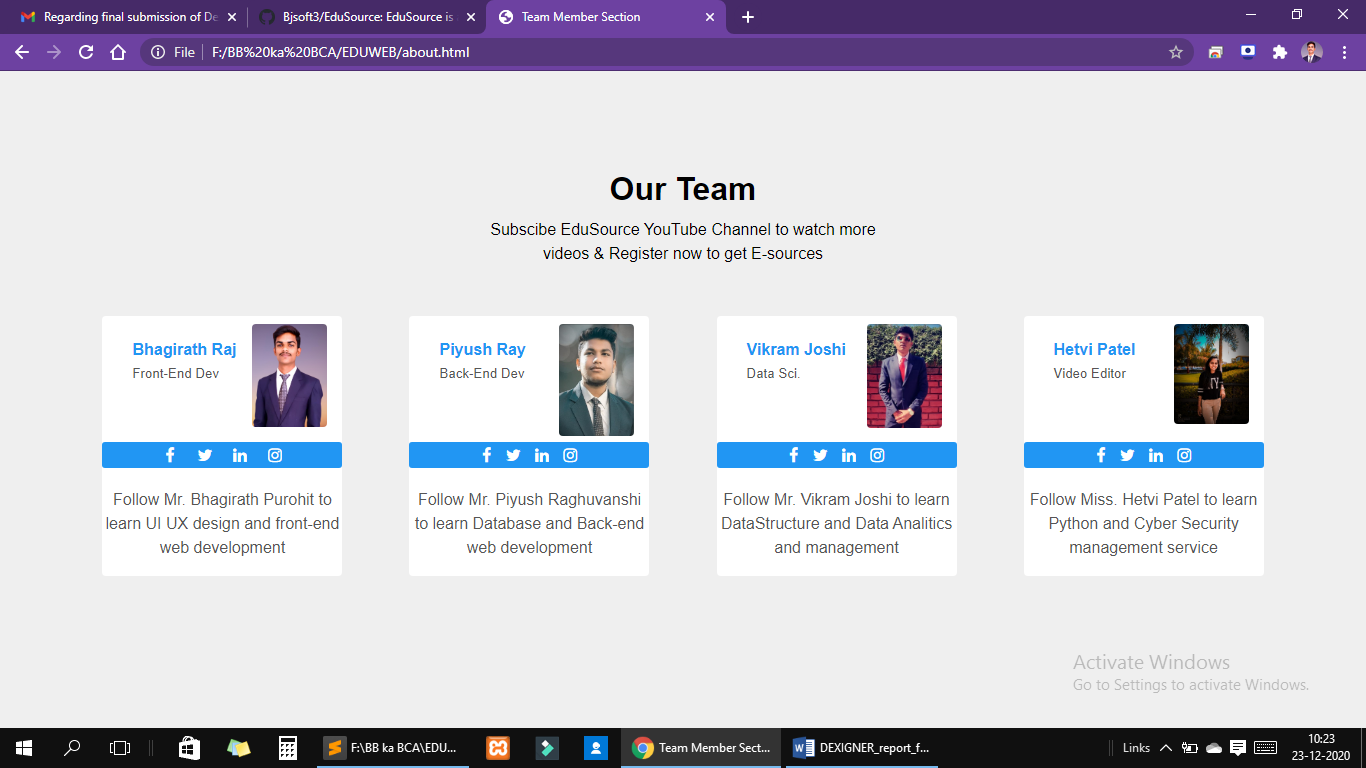 Regarding final submission of De
Bjsoft3/EduSource: EduSource is
Team Member Section
File
F:/BB%20ka%20BCA/EDUWEB/about.html
Our Team
Subscibe EduSource YouTube Channel to watch more
videos & Register now to get E-sources
Bhagirath Raj
Front-End Dev
Follow Mr. Bhagirath Purohit to
learn UI UX design and front-end
web development
Piyush Ray
Back-End Dev
Follow Mr. Piyush Raghuvanshi
to learn Database and Back-end
web development
Vikram Joshi
Data Sci.
Follow Mr. Vikram Joshi to learn
DataStructure and Data Analitics
and management
Hetvi Patel
Video Editor
Follow Miss. Hetvi Patel to learn
Python and Cyber Security
management service
Activate Windows
Go to Settings to activate Windows.
F:\BB ka BCA\EDU...
Team Member Sect...
DEXIGNER_report_f...
Links
10:23
23-12-2020